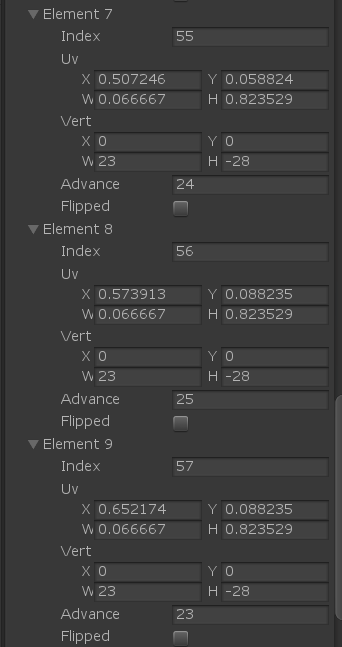 Element 7
Index 55
Uv
X 0.507246 Y 0.058824
W 0.066667 H 0.823529
Vert
X 0 Y 0
W 23 H -28
Advance 24
Flipped
Element 8
Index 56
Uv
X 0.573913 Y 0.088235
W 0.066667 H 0.823529
Vert
X 0 Y 0
W 23 H -28
Advance 25
Flipped
Element 9
Index 57
Uv
X 0.652174 Y 0.088235
W 0.066667 H 0.823529
Vert
X 0 Y 0
W 23 H -28
Advance 23
Flipped